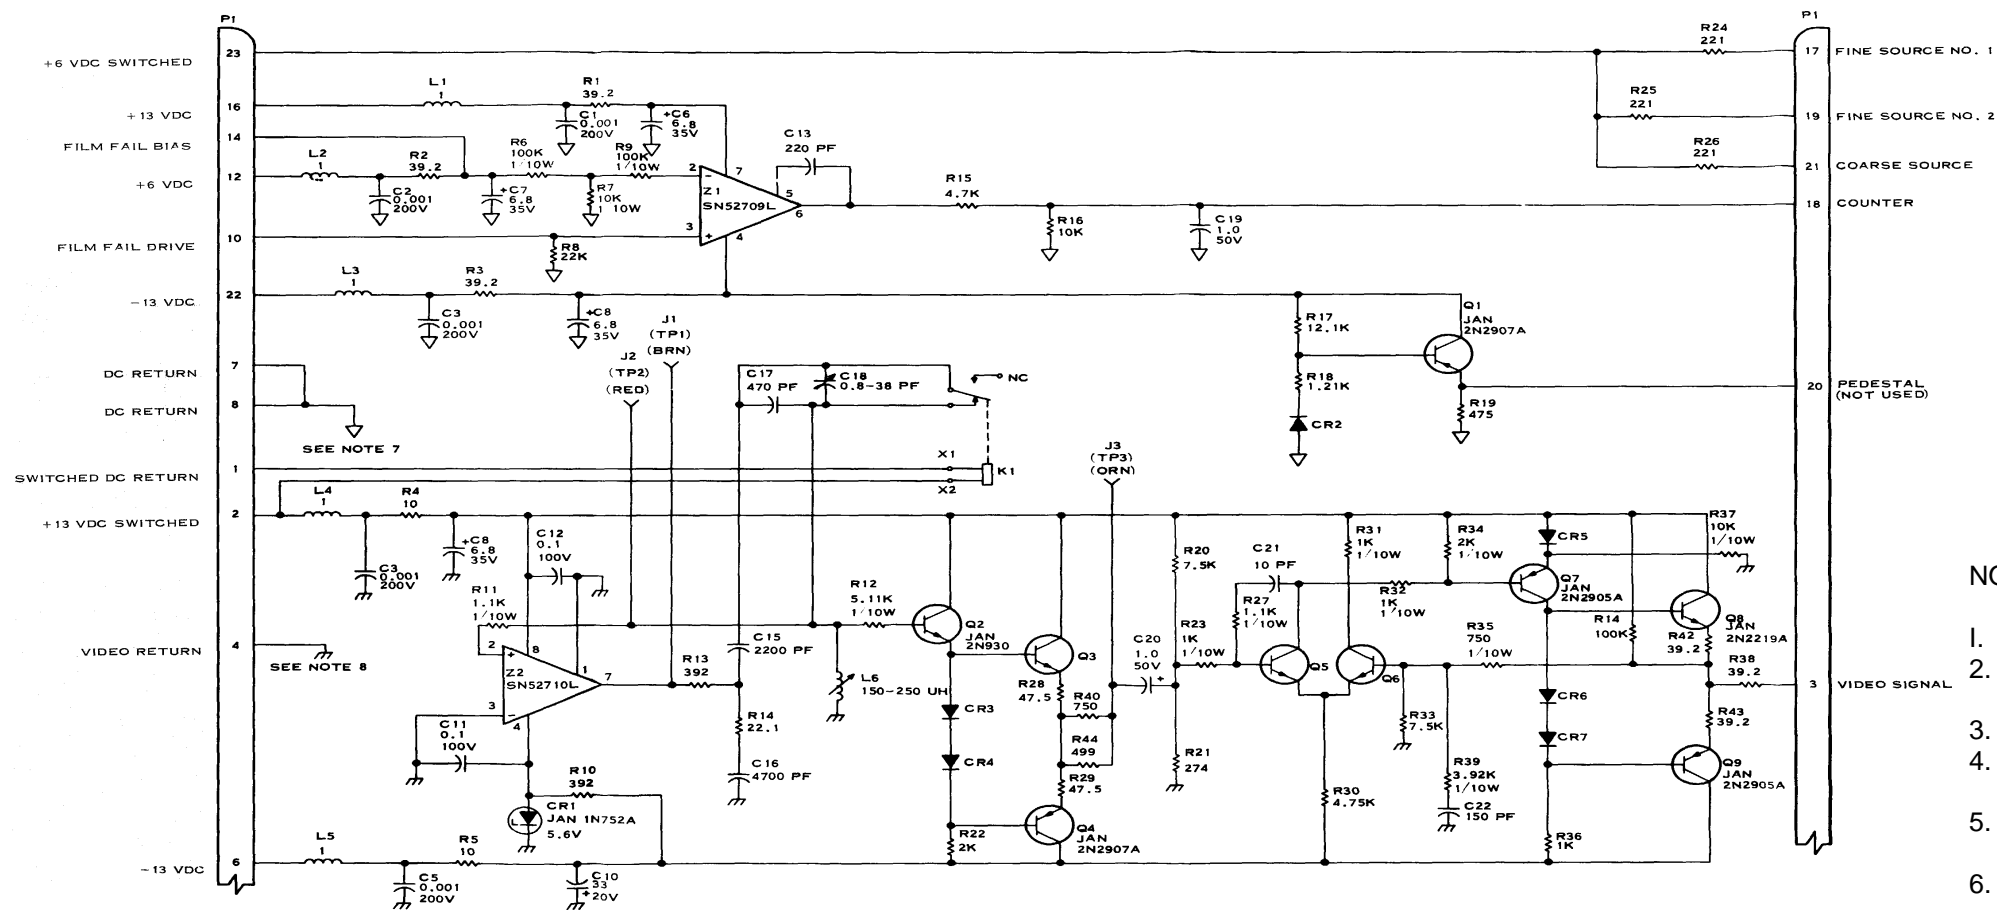 P1
23
+6 VDC SWITCHED
16
+13 VDC
14
FILM FAIL BIAS
12
+6 VDC
10
FILM FAIL DRIVE
22
-13 VDC
7
DC RETURN
8
DC RETURN
SEE NOTE 7
1
SWITCHED DC RETURN
2
+13 VDC SWITCHED
4
VIDEO RETURN
SEE NOTE 8
6
-13 VDC
L1
1
R1
39.2
C1
0.001
200V
+C6
6.8
35V
L2
1
R2
39.2
C2
0.001
200V
+C7
6.8
35V
R6
100K
1/10W
R9
100K
1/10W
R7
10K
1 10W
2
-
7
Z1
SN52709L
5
6
3
+
4
C13
220 PF
R8
22K
R15
4.7K
R16
10K
C19
1.0
50V
L3
1
R3
39.2
C3
0.001
200V
+C8
6.8
35V
J1
(TP1)
(BRN)
J2
(TP2)
(RED)
C17
470 PF
C18
0.8-38 PF
NC
X1
X2
K1
R17
12.1K
R18
1.21K
CR2
Q1
JAN
2N2907A
R19
475
R24
221
R25
221
R26
221
P1
17
FINE SOURCE NO. 1
19
FINE SOURCE NO. 2
21
COARSE SOURCE
18
COUNTER
20
PEDESTAL
(NOT USED)
3
VIDEO SIGNAL
L4
1
R4
10
C3
0.001
200V
+C8
6.8
35V
C12
0.1
100V
R11
1.1K
1/10W
2
+
8
1
Z2
SN52710L
7
3
-
4
C11
0.1
100V
R10
392
CR1
JAN 1N752A
5.6V
L5
1
R5
10
C5
0.001
200V
C10
33
+20V
R13
392
C15
2200 PF
R14
22.1
C16
4700 PF
L6
150-250 UH
R12
5.11K
1/10W
Q2
JAN
2N930
CR3
CR4
R22
2K
Q3
R28
47.5
R40
750
R44
499
R29
47.5
Q4
JAN
2N2907A
J3
(TP3)
(ORN)
C20
1.0
50V
+
R20
7.5K
R23
1K
1/10W
R21
274
C21
10 PF
R27
1.1K
1/10W
Q5
Q6
R30
4.75K
R31
1K
1/10W
R32
1K
1/10W
R34
2K
1/10W
R33
7.5K
R35
750
1/10W
R39
3.92K
1/10W
C22
150 PF
CR5
Q7
JAN
2N2905A
CR6
CR7
R36
1K
R14
100K
R37
10K
1/10W
Q8
JAN
2N2219A
R42
39.2
R38
39.2
R43
39.2
Q9
JAN
2N2905A
NO
I.
2.
3.
4.
5.
6.